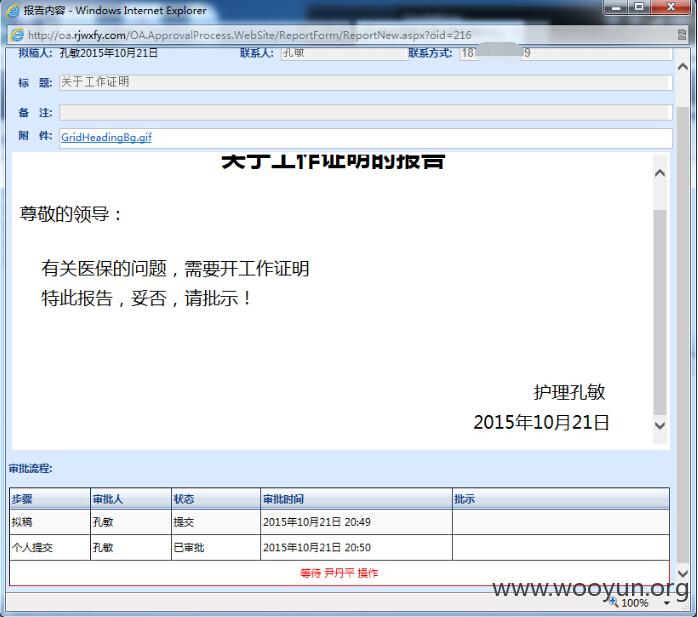 报告内容 - Windows Internet Explorer
http://oa.rjwxfy.com/OA.ApprovalProcess.WebSite/ReportForm/ReportNew.aspx?oid=216
拟稿人: 孔敏2015年10月21日 联系人: 孔敏 联系方式: 18 9
标 题: 关于工作证明
备 注:
附 件: GridHeadingBg.gif
关于工作证明的报告
尊敬的领导：
有关医保的问题，需要开工作证明
特此报告，妥否，请批示！
护理孔敏
2015年10月21日
审批流程:
步骤 审批人 状态 审批时间 批示
拟稿 孔敏 提交 2015年10月21日 20:49
个人提交 孔敏 已审批 2015年10月21日 20:50
等待 尹丹平 操作
www.wooyun.org
100%